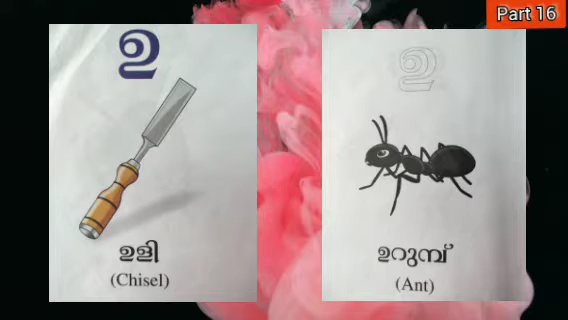 Part 16
ഉ
ഉളി
(Chisel)
ഉ
ഉറുമ്പ്
(Ant)